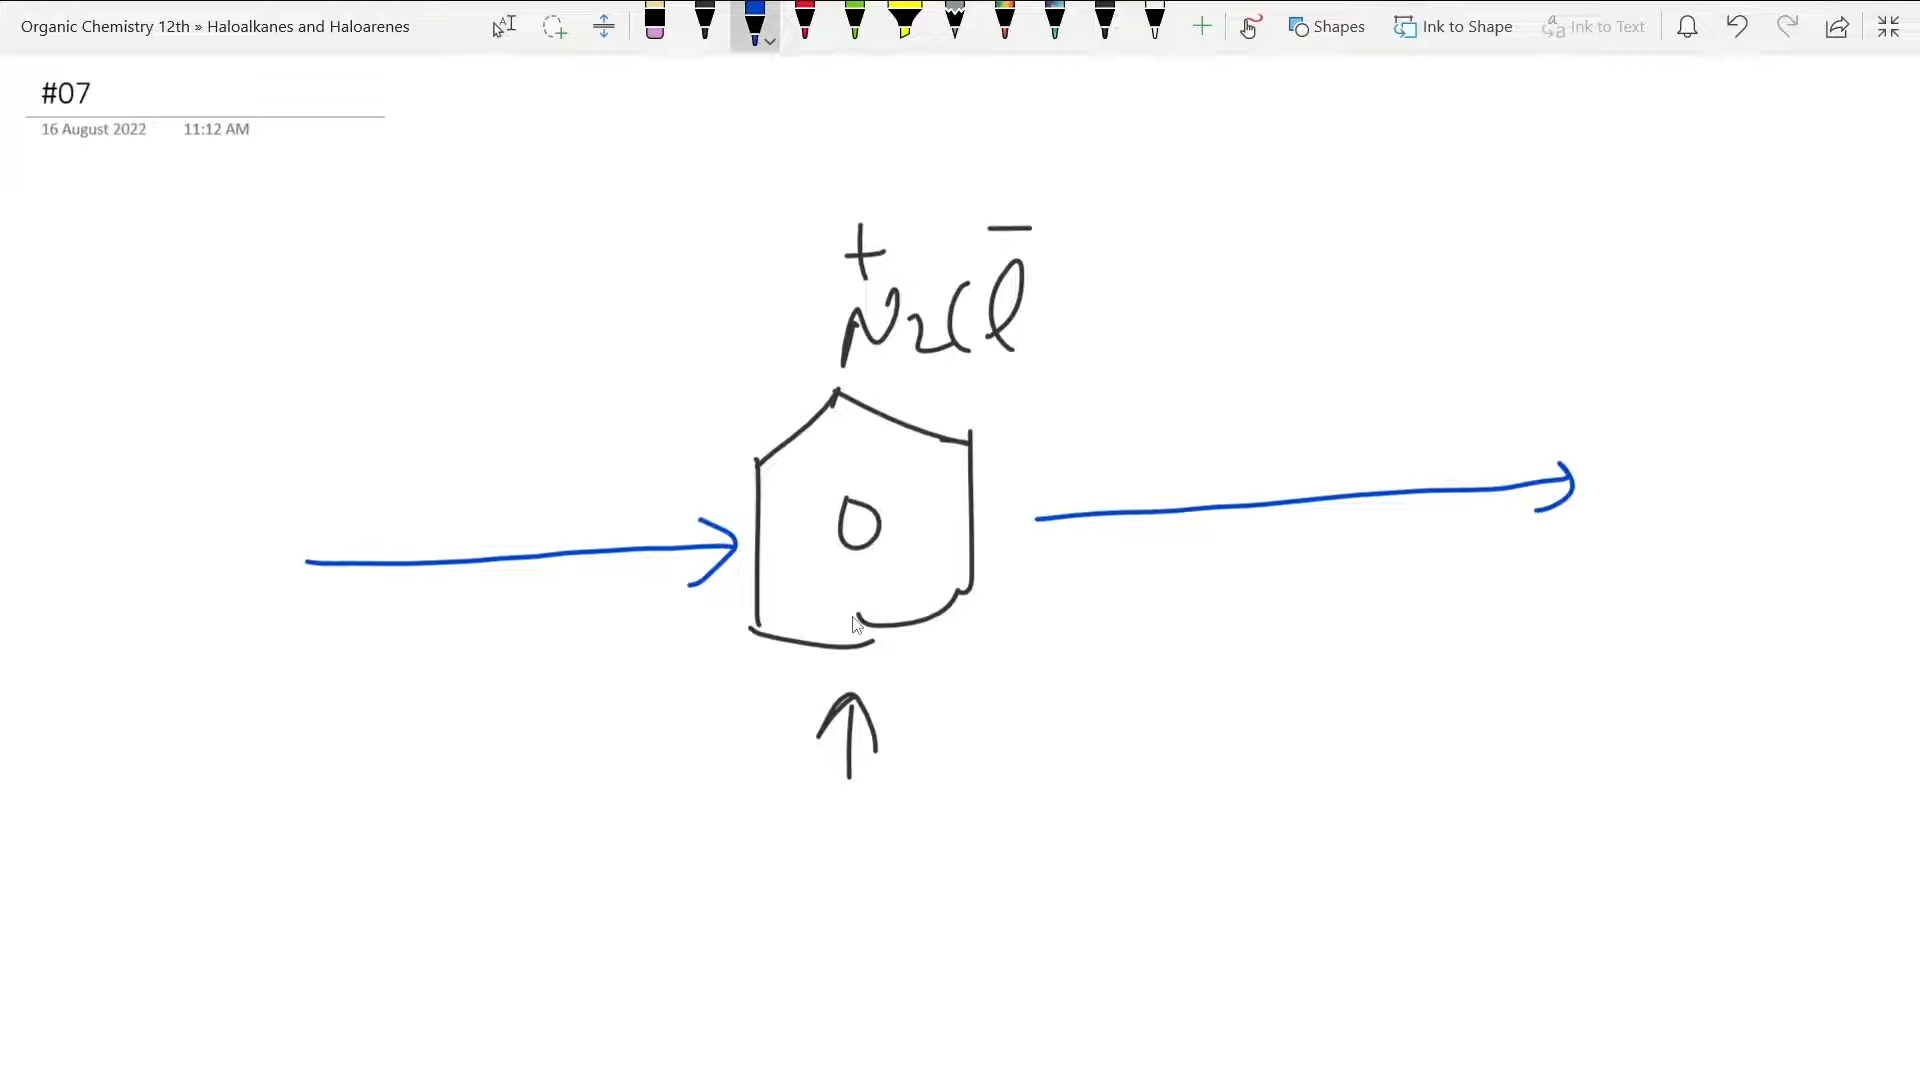 Organic Chemistry 12th » Haloalkanes and Haloarenes
Shapes
Ink to Shape
Ink to Text
#07
16 August 2022 11:12 AM
+ −
N2Cl